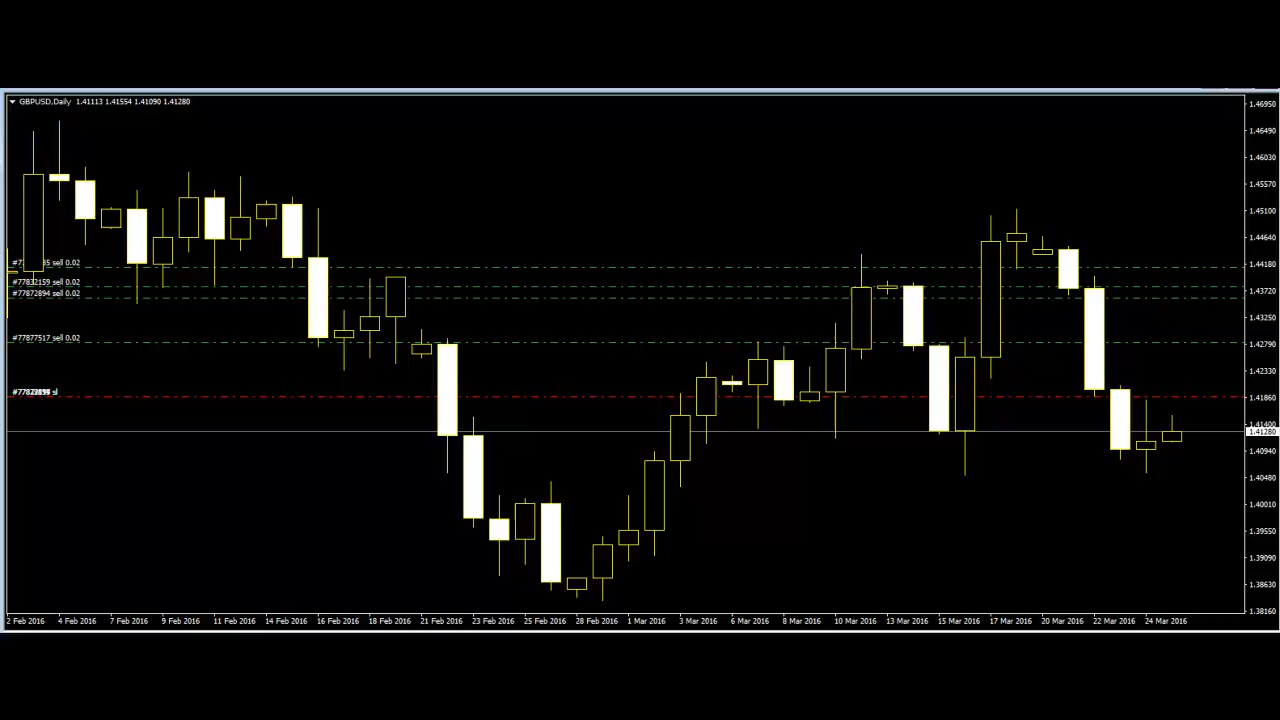 GBPUSD,Daily 1.41113 1.41554 1.41090 1.41280
1.46950
1.46490
1.46030
1.45570
1.45100
1.44640
1.44180
1.43720
1.43250
1.42790
1.42330
1.41860
1.41400
1.41280
1.40940
1.40480
1.40010
1.39550
1.39090
1.38630
1.38160
sell 0.02
#77832159 sell 0.02
#77872894 sell 0.02
#77877517 sell 0.02
sl
2 Feb 2016
4 Feb 2016
7 Feb 2016
9 Feb 2016
11 Feb 2016
14 Feb 2016
16 Feb 2016
18 Feb 2016
21 Feb 2016
23 Feb 2016
25 Feb 2016
28 Feb 2016
1 Mar 2016
3 Mar 2016
6 Mar 2016
8 Mar 2016
10 Mar 2016
13 Mar 2016
15 Mar 2016
17 Mar 2016
20 Mar 2016
22 Mar 2016
24 Mar 2016